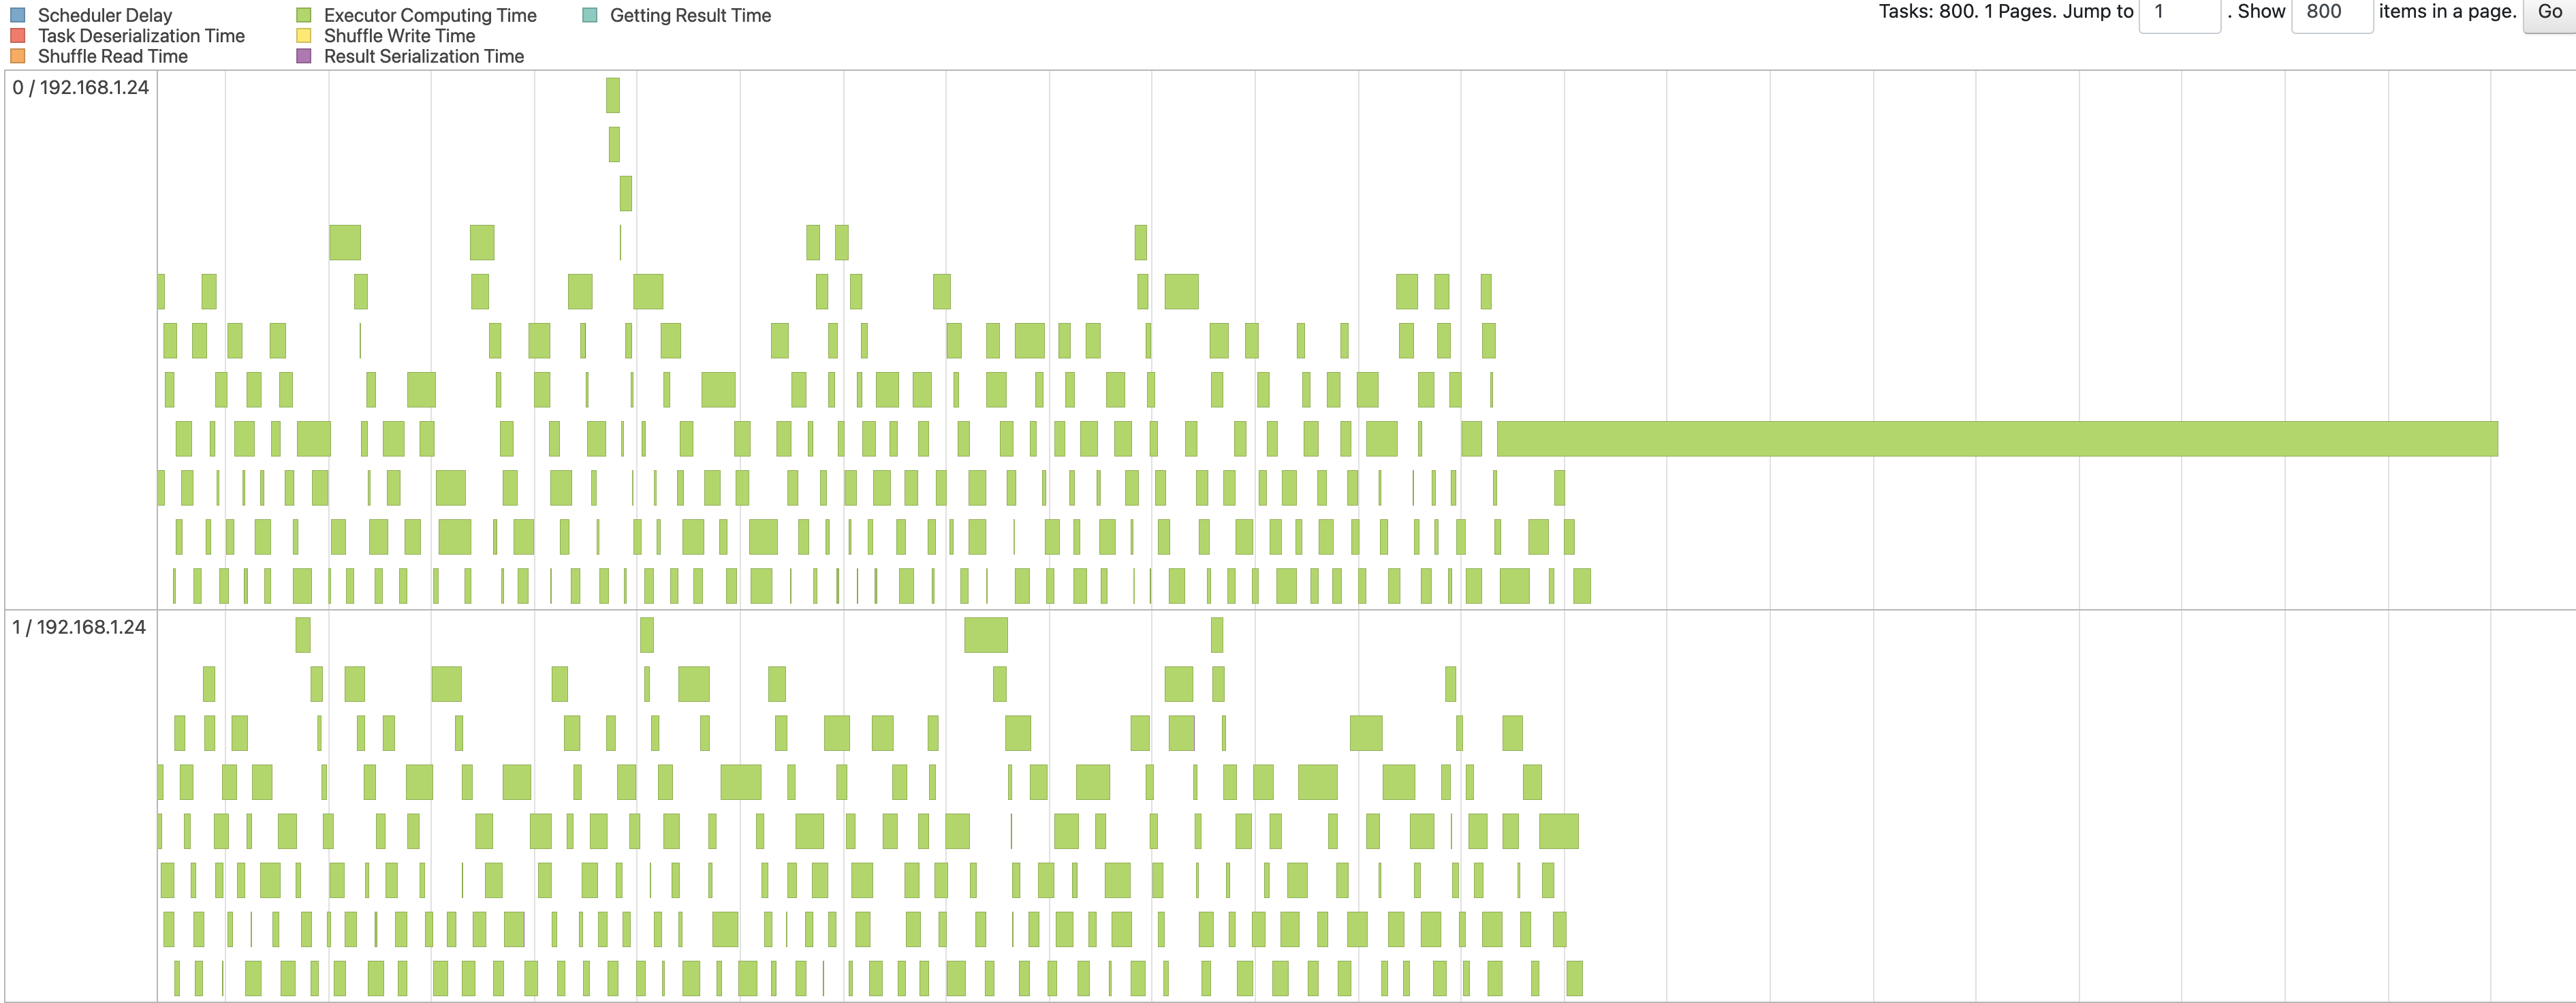 Scheduler Delay
Task Deserialization Time
Shuffle Read Time
Executor Computing Time
Shuffle Write Time
Result Serialization Time
Getting Result Time
Tasks: 800. 1 Pages. Jump to 1 . Show 800 items in a page. Go
0 / 192.168.1.24
1 / 192.168.1.24